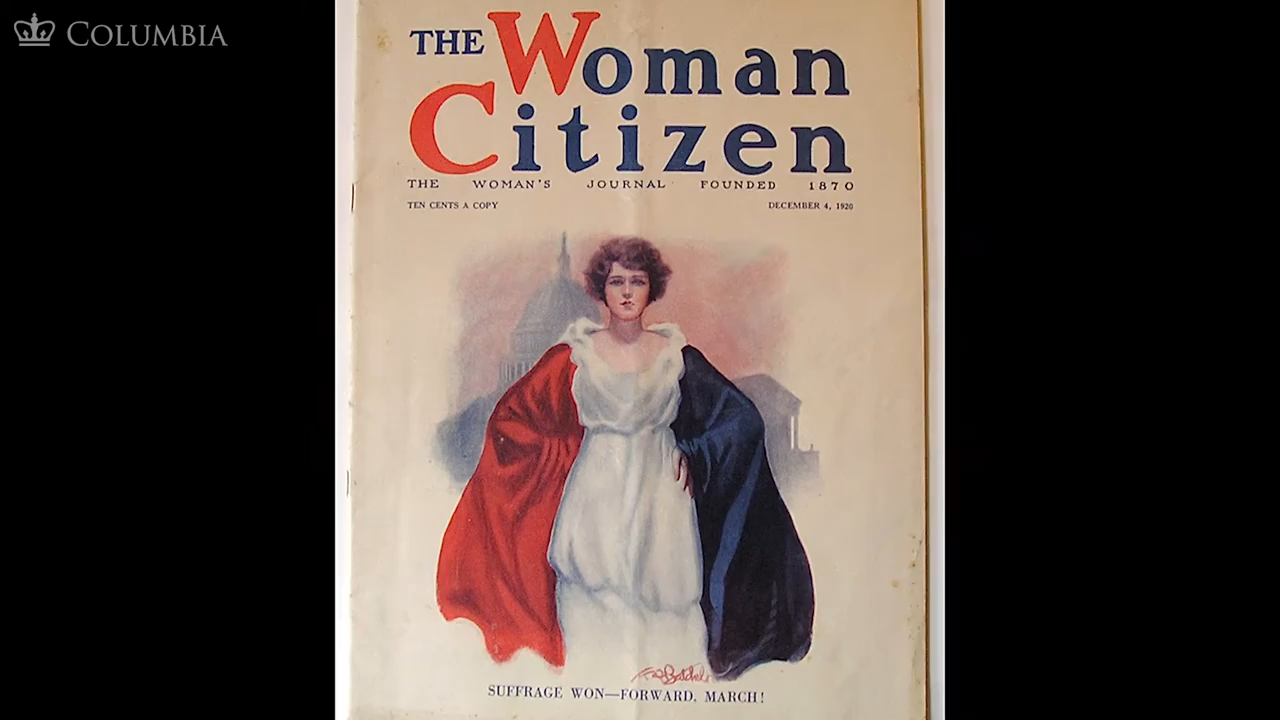 COLUMBIA
THE WOMAN
CITIZEN
THE WOMAN'S JOURNAL FOUNDED 1870
TEN CENTS A COPY
DECEMBER 4, 1920
SUFFRAGE WON—FORWARD, MARCH!